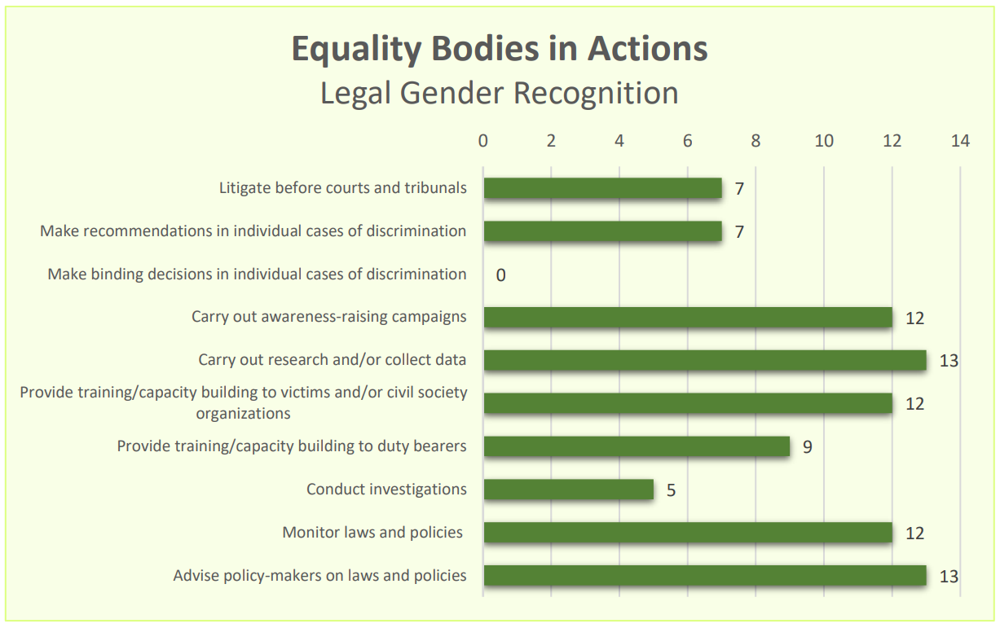 Equality Bodies in Actions
Legal Gender Recognition
0 2 4 6 8 10 12 14
Litigate before courts and tribunals 7
Make recommendations in individual cases of discrimination 7
Make binding decisions in individual cases of discrimination 0
Carry out awareness-raising campaigns 12
Carry out research and/or collect data 13
Provide training/capacity building to victims and/or civil society
organizations 12
Provide training/capacity building to duty bearers 9
Conduct investigations 5
Monitor laws and policies 12
Advise policy-makers on laws and policies 13